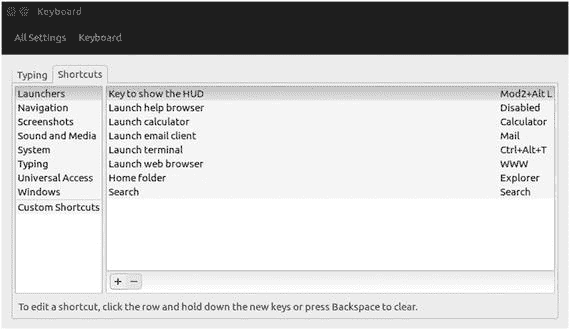 Keyboard
All Settings Keyboard
Typing Shortcuts
Launchers Key to show the HUD Mod2+Alt L
Navigation Launch help browser Disabled
Screenshots Launch calculator Calculator
Sound and Media Launch email client Mail
System Launch terminal Ctrl+Alt+T
Typing Launch web browser WWW
Universal Access Home folder Explorer
Windows Search Search
Custom Shortcuts
+ −
To edit a shortcut, click the row and hold down the new keys or press Backspace to clear.